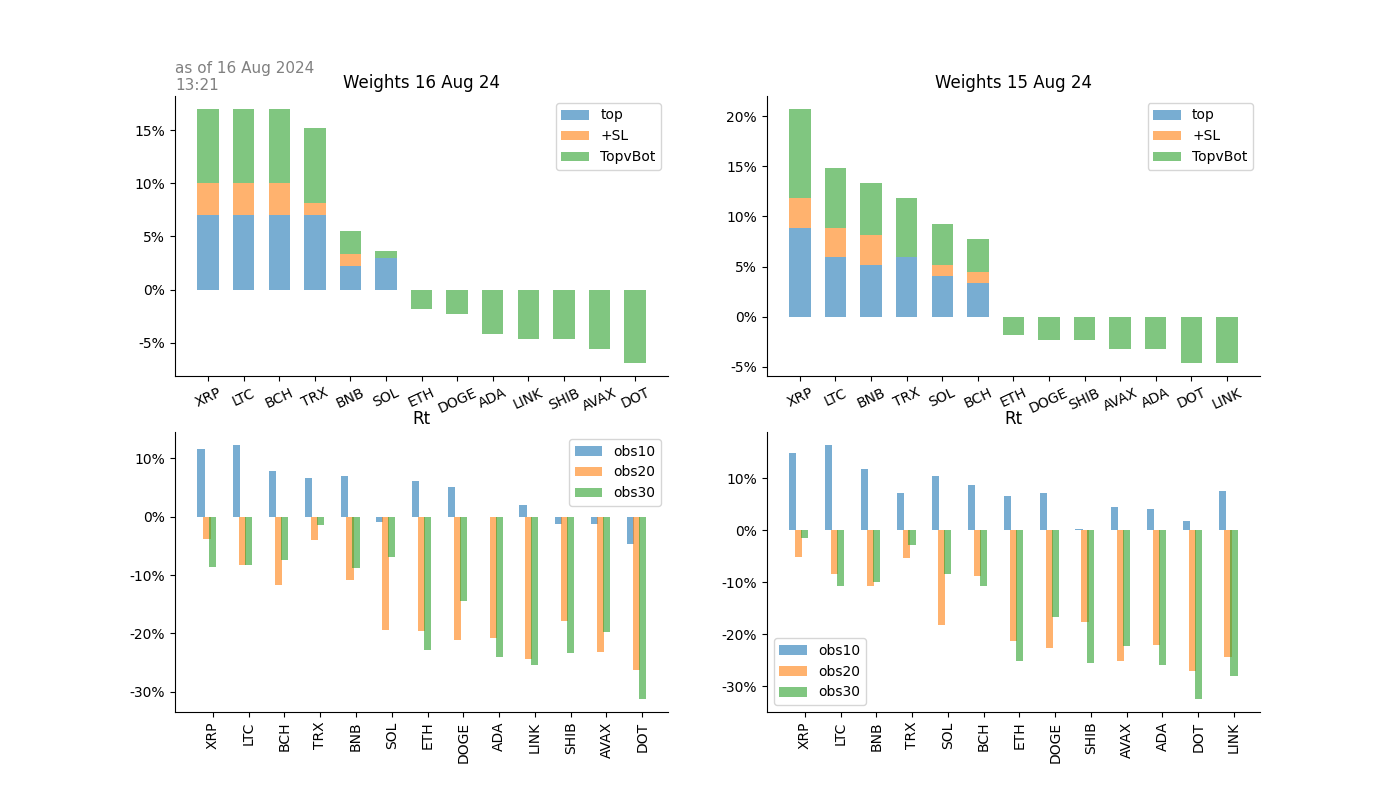 as of 16 Aug 2024
13:21
Weights 16 Aug 24
top
+SL
TopvBot
15%
10%
5%
0%
-5%
XRP LTC BCH TRX BNB SOL ETH DOGE ADA LINK SHIB AVAX DOT
Weights 15 Aug 24
top
+SL
TopvBot
20%
15%
10%
5%
0%
-5%
XRP LTC BNB TRX SOL BCH ETH DOGE SHIB AVAX ADA DOT LINK
Rt
obs10
obs20
obs30
10%
0%
-10%
-20%
-30%
XRP LTC BCH TRX BNB SOL ETH DOGE ADA LINK SHIB AVAX DOT
Rt
10%
0%
-10%
-20%
-30%
obs10
obs20
obs30
XRP LTC BNB TRX SOL BCH ETH DOGE SHIB AVAX ADA DOT LINK